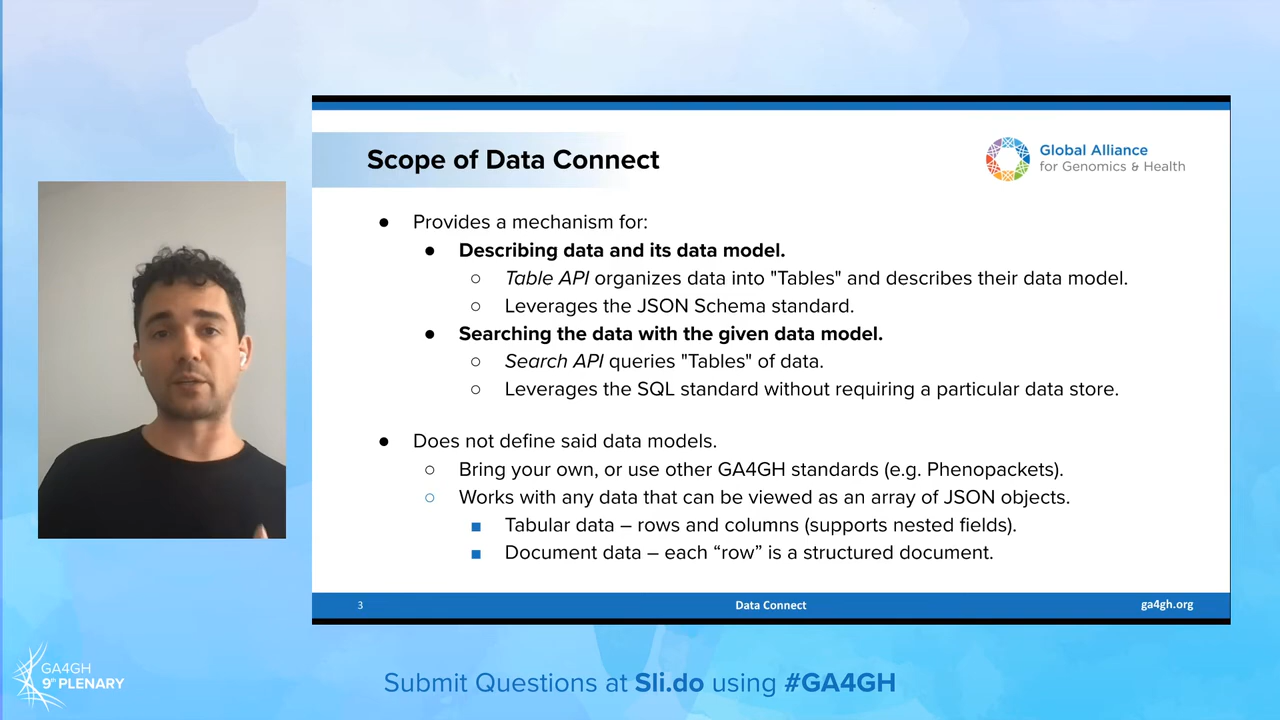 Scope of Data Connect
Global Alliance
for Genomics & Health
● Provides a mechanism for:
● Describing data and its data model.
○ Table API organizes data into "Tables" and describes their data model.
○ Leverages the JSON Schema standard.
● Searching the data with the given data model.
○ Search API queries "Tables" of data.
○ Leverages the SQL standard without requiring a particular data store.
● Does not define said data models.
○ Bring your own, or use other GA4GH standards (e.g. Phenopackets).
○ Works with any data that can be viewed as an array of JSON objects.
■ Tabular data – rows and columns (supports nested fields).
■ Document data – each “row” is a structured document.
3 Data Connect ga4gh.org
GA4GH
9th PLENARY
Submit Questions at Sli.do using #GA4GH